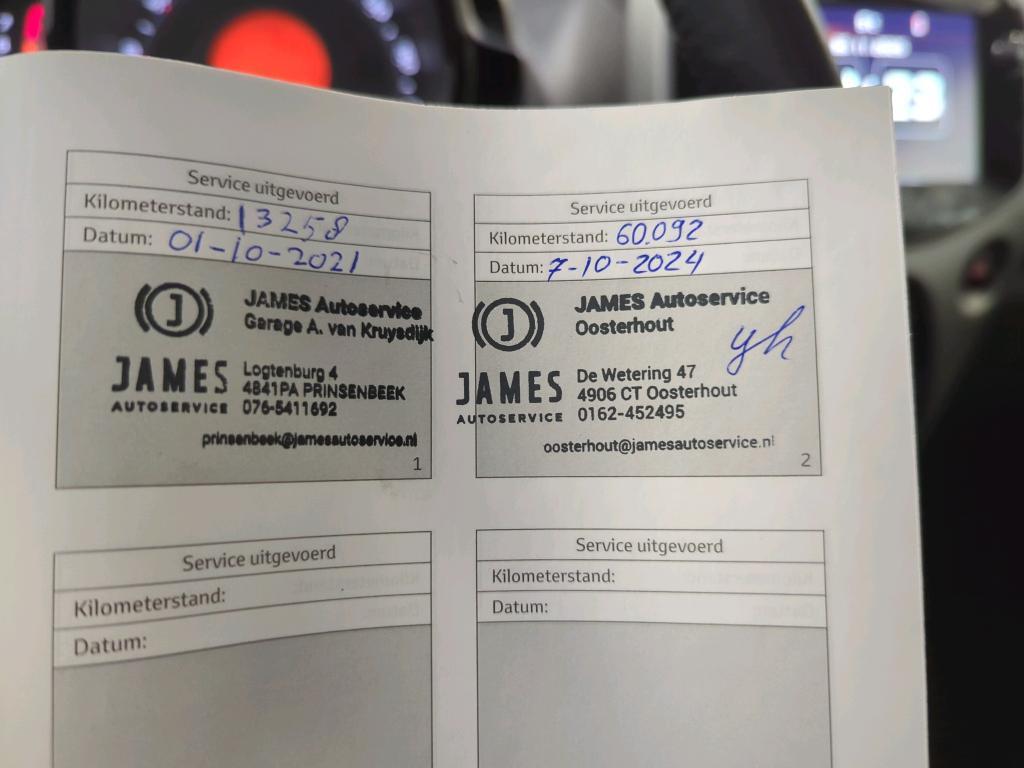 Service uitgevoerd
Kilometerstand: 13258
Datum: 01-10-2021
J
JAMES Autoservice
Garage A. van Kruysdijk
JAMES
AUTOSERVICE
Logtenburg 4
4841PA PRINSENBEEK
076-5411692
prinsenbeek@jamesautoservice.nl
1
Service uitgevoerd
Kilometerstand: 60.092
Datum: 7-10-2024
J
JAMES Autoservice
Oosterhout
yh
JAMES
AUTOSERVICE
De Wetering 47
4906 CT Oosterhout
0162-452495
oosterhout@jamesautoservice.nl
2
Service uitgevoerd
Kilometerstand:
Datum:
Service uitgevoerd
Kilometerstand:
Datum: